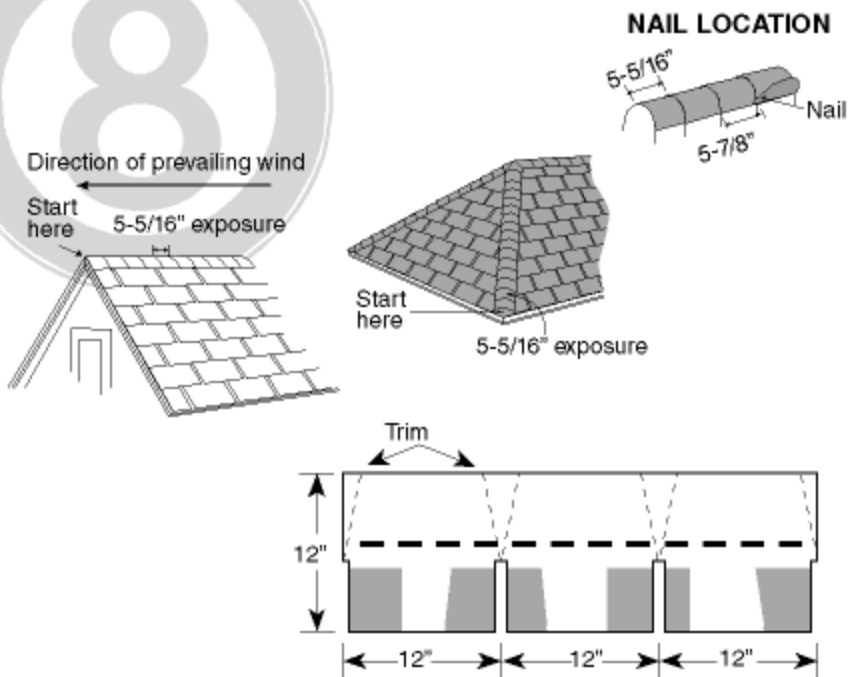 8
NAIL LOCATION
5-5/16"
Nail
5-7/8"
Direction of prevailing wind
Start
here
5-5/16" exposure
Start
here
5-5/16" exposure
Trim
12"
12"
12"
12"